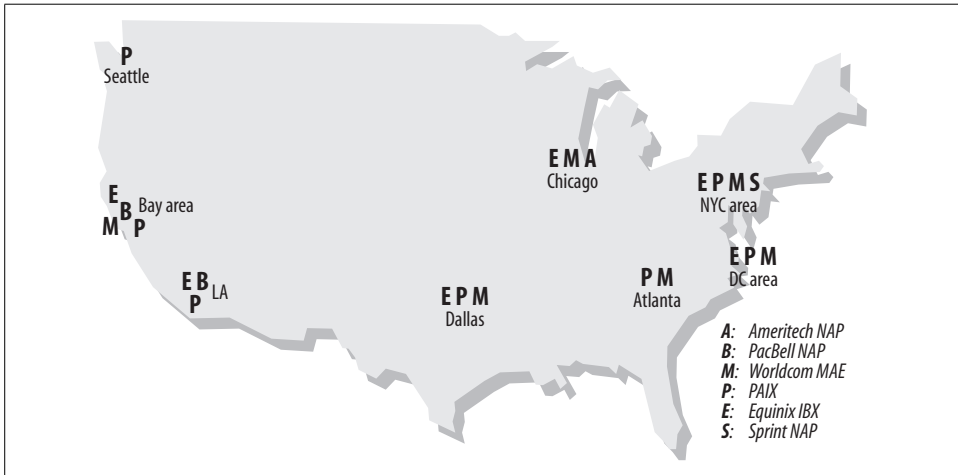 P
Seattle
E M A
Chicago
E P M S
NYC area
E
B Bay area
M P
E P M
DC area
E B LA
P
E P M
Dallas
P M
Atlanta
A: Ameritech NAP
B: PacBell NAP
M: Worldcom MAE
P: PAIX
E: Equinix IBX
S: Sprint NAP